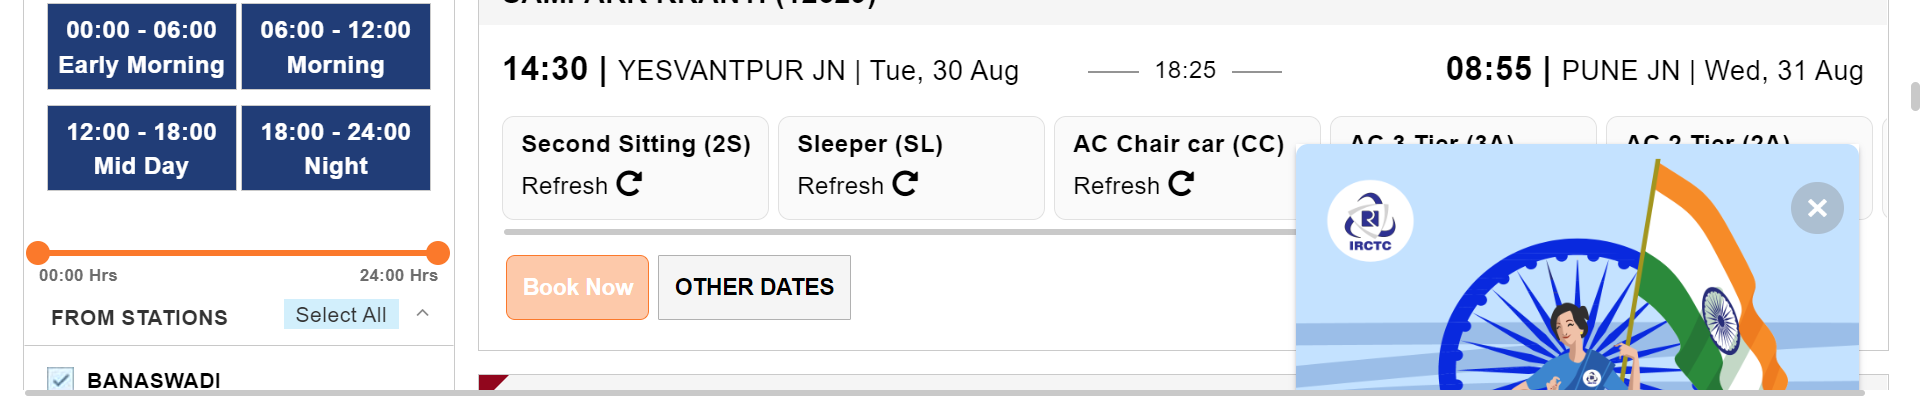 00:00 - 06:00
Early Morning
06:00 - 12:00
Morning
12:00 - 18:00
Mid Day
18:00 - 24:00
Night
00:00 Hrs
24:00 Hrs
FROM STATIONS
Select All
BANASWADI
SAMPARK KRANTI (12629)
14:30 | YESVANTPUR JN | Tue, 30 Aug
18:25
08:55 | PUNE JN | Wed, 31 Aug
Second Sitting (2S)
Refresh
Sleeper (SL)
Refresh
AC Chair car (CC)
Refresh
AC 3 Tier (3A)
AC 2 Tier (2A)
Book Now
OTHER DATES
IRCTC